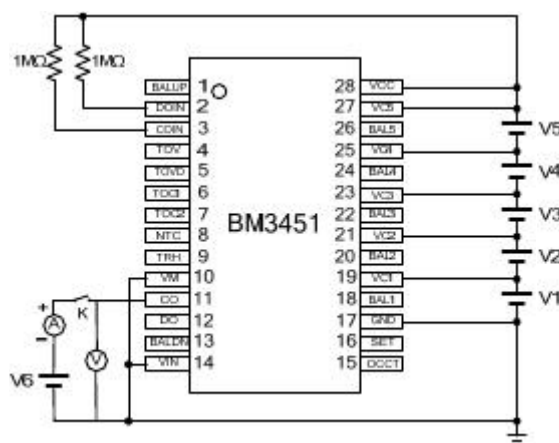 1MΩ 1MΩ
BALUP 1 28 VCC
DOIN 2 27 VC5
COIN 3 26 BAL5 V5
TOV 4 25 VC4
TOVD 5 24 BAL4 V4
TOC1 6 23 VC3
TOC2 7 22 BAL3 V3
BM3451
NTC 8 21 VC2
TRH 9 20 BAL2 V2
VM 10 19 VC1
CO 11 18 BAL1 V1
+ A K
DO 12 17 GND
−
BALDN 13 16 SET
V6 V VIN 14 15 OCCT